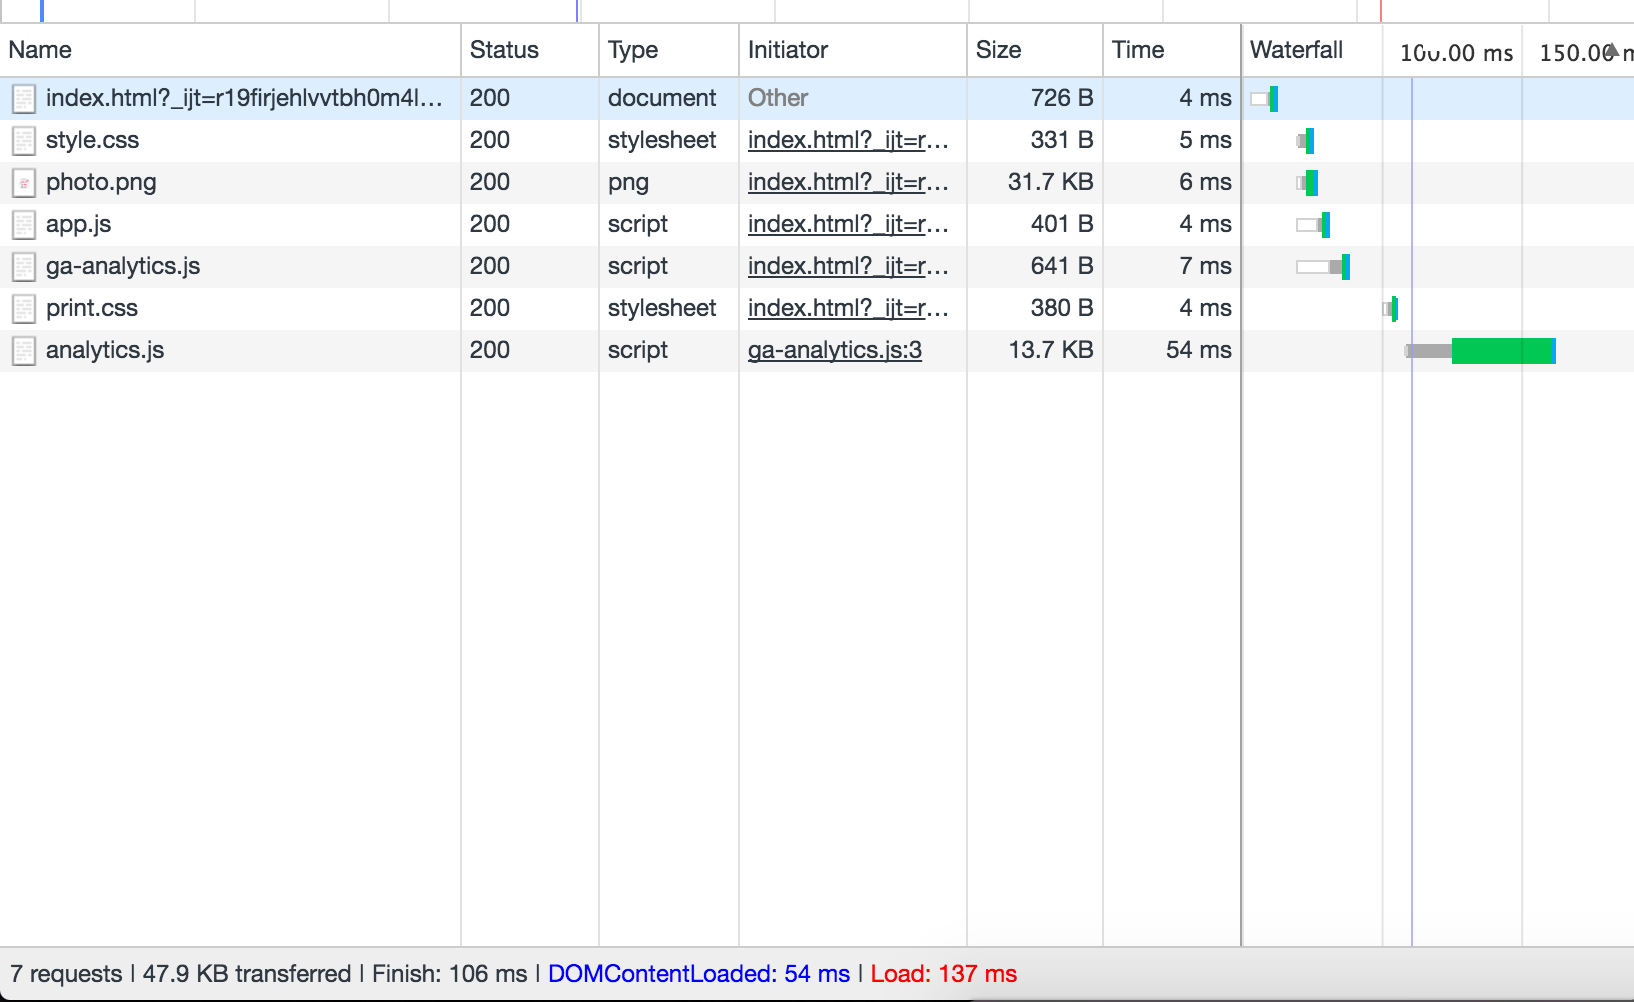 Name Status Type Initiator Size Time Waterfall 100.00 ms 150.00 m
index.html?_ijt=r19firjehlvvtbh0m4l... 200 document Other 726 B 4 ms
style.css 200 stylesheet index.html?_ijt=r... 331 B 5 ms
photo.png 200 png index.html?_ijt=r... 31.7 KB 6 ms
app.js 200 script index.html?_ijt=r... 401 B 4 ms
ga-analytics.js 200 script index.html?_ijt=r... 641 B 7 ms
print.css 200 stylesheet index.html?_ijt=r... 380 B 4 ms
analytics.js 200 script ga-analytics.js:3 13.7 KB 54 ms
7 requests | 47.9 KB transferred | Finish: 106 ms | DOMContentLoaded: 54 ms | Load: 137 ms